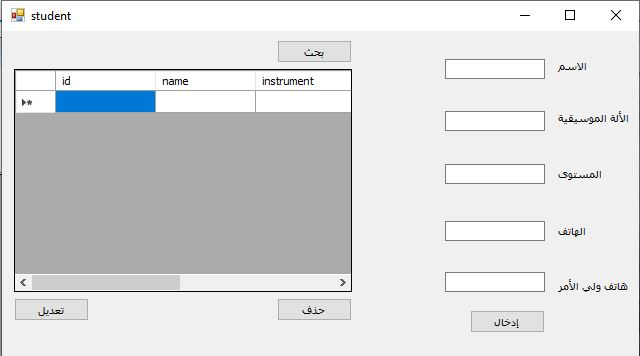 student
بحث
id name instrument
الاسم
الألة الموسيقية
المستوى
الهاتف
هاتف ولي الأمر
تعديل
حذف
إدخال